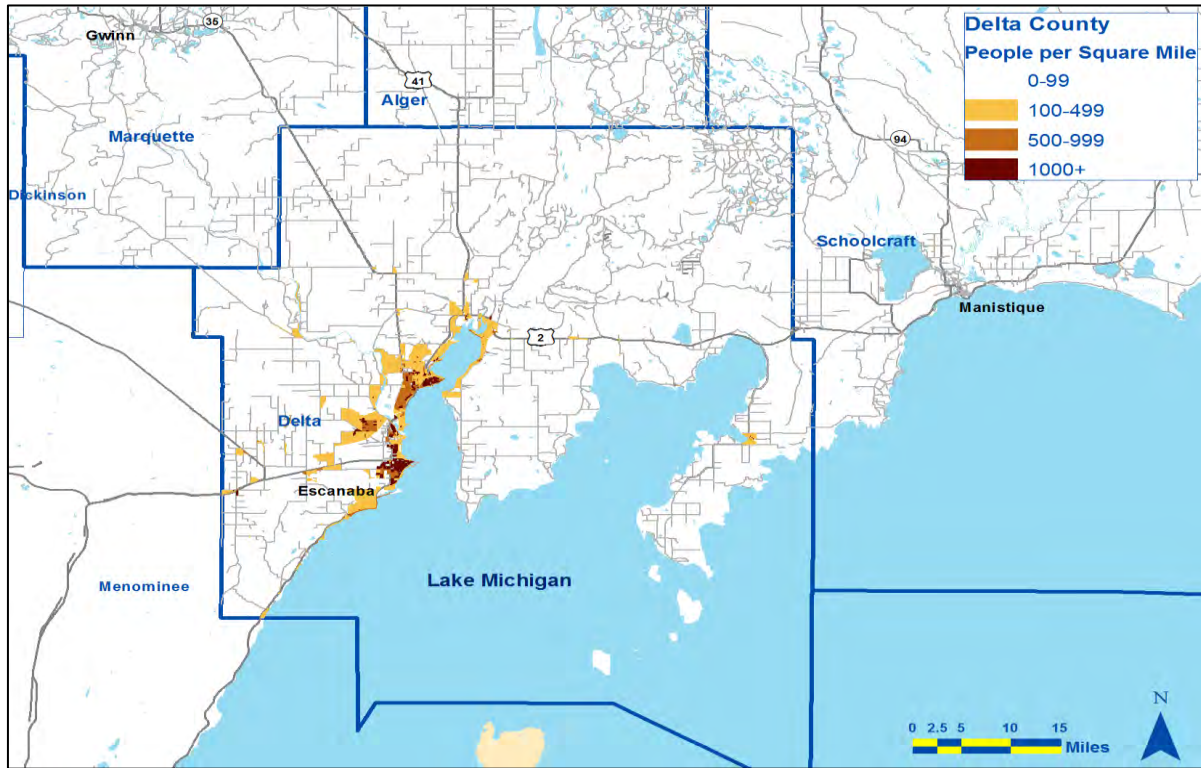 Gwinn
35
41
Alger
Marquette
Dickinson
Delta County
People per Square Mile
0-99
100-499
500-999
1000+
94
Schoolcraft
Manistique
2
Delta
Escanaba
Menominee
Lake Michigan
N
0 2.5 5 10 15
Miles